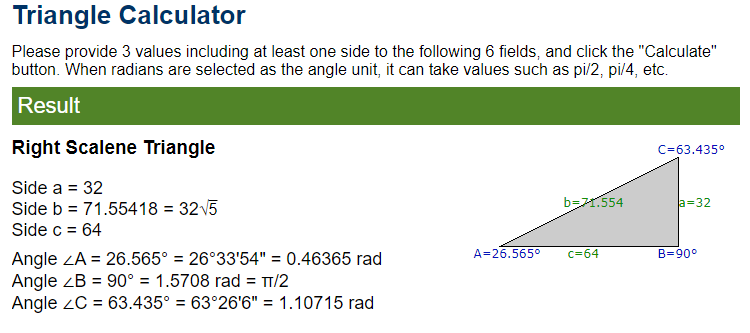 Triangle Calculator
Please provide 3 values including at least one side to the following 6 fields, and click the "Calculate"
button. When radians are selected as the angle unit, it can take values such as pi/2, pi/4, etc.
Result
Right Scalene Triangle
Side a = 32
Side b = 71.55418 = 32√5
Side c = 64
Angle ∠A = 26.565° = 26°33'54" = 0.46365 rad
Angle ∠B = 90° = 1.5708 rad = π/2
Angle ∠C = 63.435° = 63°26'6" = 1.10715 rad
C=63.435°
b=71.554
a=32
A=26.565°
c=64
B=90°